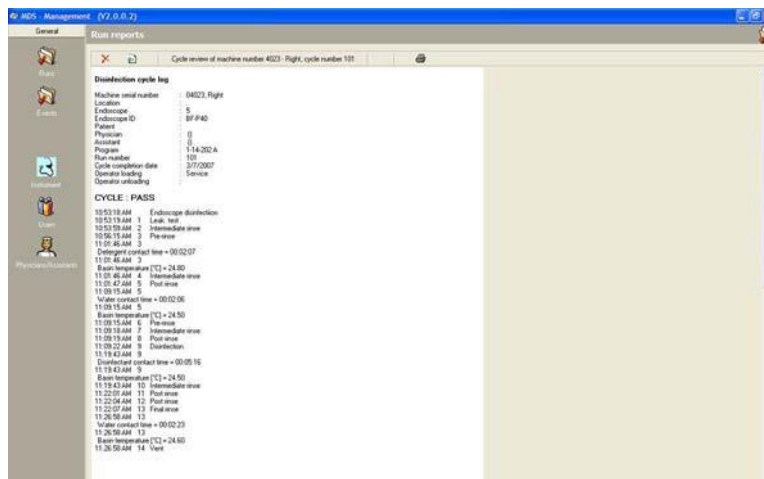 MDS - Management (V2.0.0.2)
General
Run reports
Cycle review of machine number 4023 - Right, cycle number 101
Runs
Events
Instrument
Users
Physicians/Assistants
Disinfection cycle log
Machine serial number : 04023, Right
Location :
Endoscope : 5
Endoscope ID : BF-P40
Patient :
Physician : ()
Assistant : ()
Program : 1-14-202 A
Run number : 101
Cycle completion date : 3/7/2007
Operator loading : Service
Operator unloading :
CYCLE : PASS
10:53:18 AM Endoscope disinfection
10:53:19 AM 1 Leak test
10:53:59 AM 2 Intermediate rinse
10:56:15 AM 3 Pre-rinse
11:01:46 AM 3
Detergent contact time = 00:02:07
11:01:46 AM 3
Basin temperature [°C] = 24.80
11:01:46 AM 4 Intermediate rinse
11:01:47 AM 5 Post rinse
11:09:15 AM 5
Water contact time = 00:02:06
11:09:15 AM 5
Basin temperature [°C] = 24.50
11:09:15 AM 6 Pre-rinse
11:09:18 AM 7 Intermediate rinse
11:09:19 AM 8 Post rinse
11:09:22 AM 9 Disinfection
11:19:43 AM 9
Disinfectant contact time = 00:05:16
11:19:43 AM 9
Basin temperature [°C] = 24.50
11:19:43 AM 10 Intermediate rinse
11:22:01 AM 11 Post rinse
11:22:04 AM 12 Post rinse
11:22:07 AM 13 Final rinse
11:26:58 AM 13
Water contact time = 00:02:23
11:26:58 AM 13
Basin temperature [°C] = 24.60
11:26:58 AM 14 Vent